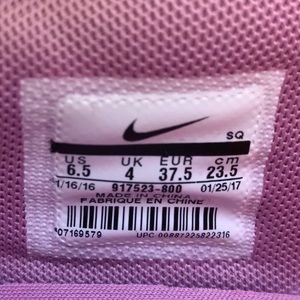 SQ
US UK EUR cm
6.5 4 37.5 23.5
1/16/16 917523-800 01/25/17
MADE IN CHINA
FABRIQUE EN CHINE
07169579 UPC 00887225822316